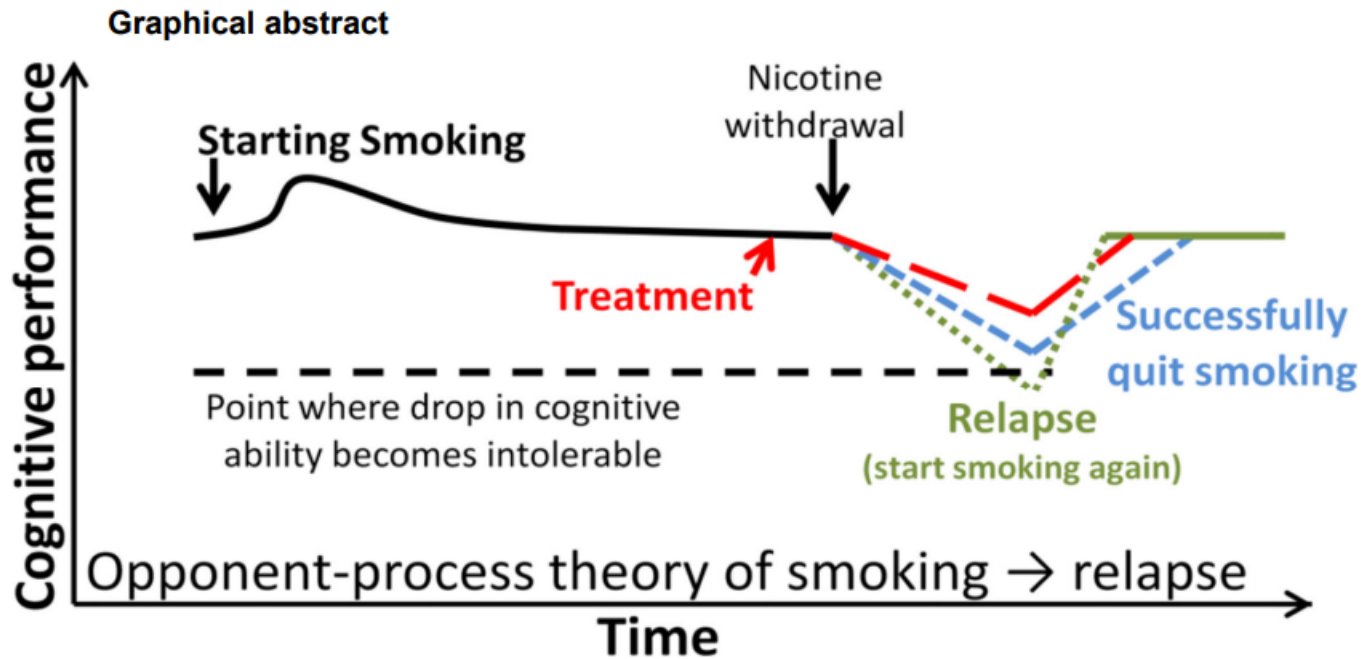 Graphical abstract
Cognitive performance
Starting Smoking
Nicotine
withdrawal
Treatment
Successfully
quit smoking
Point where drop in cognitive
ability becomes intolerable
Relapse
(start smoking again)
Opponent-process theory of smoking → relapse
Time